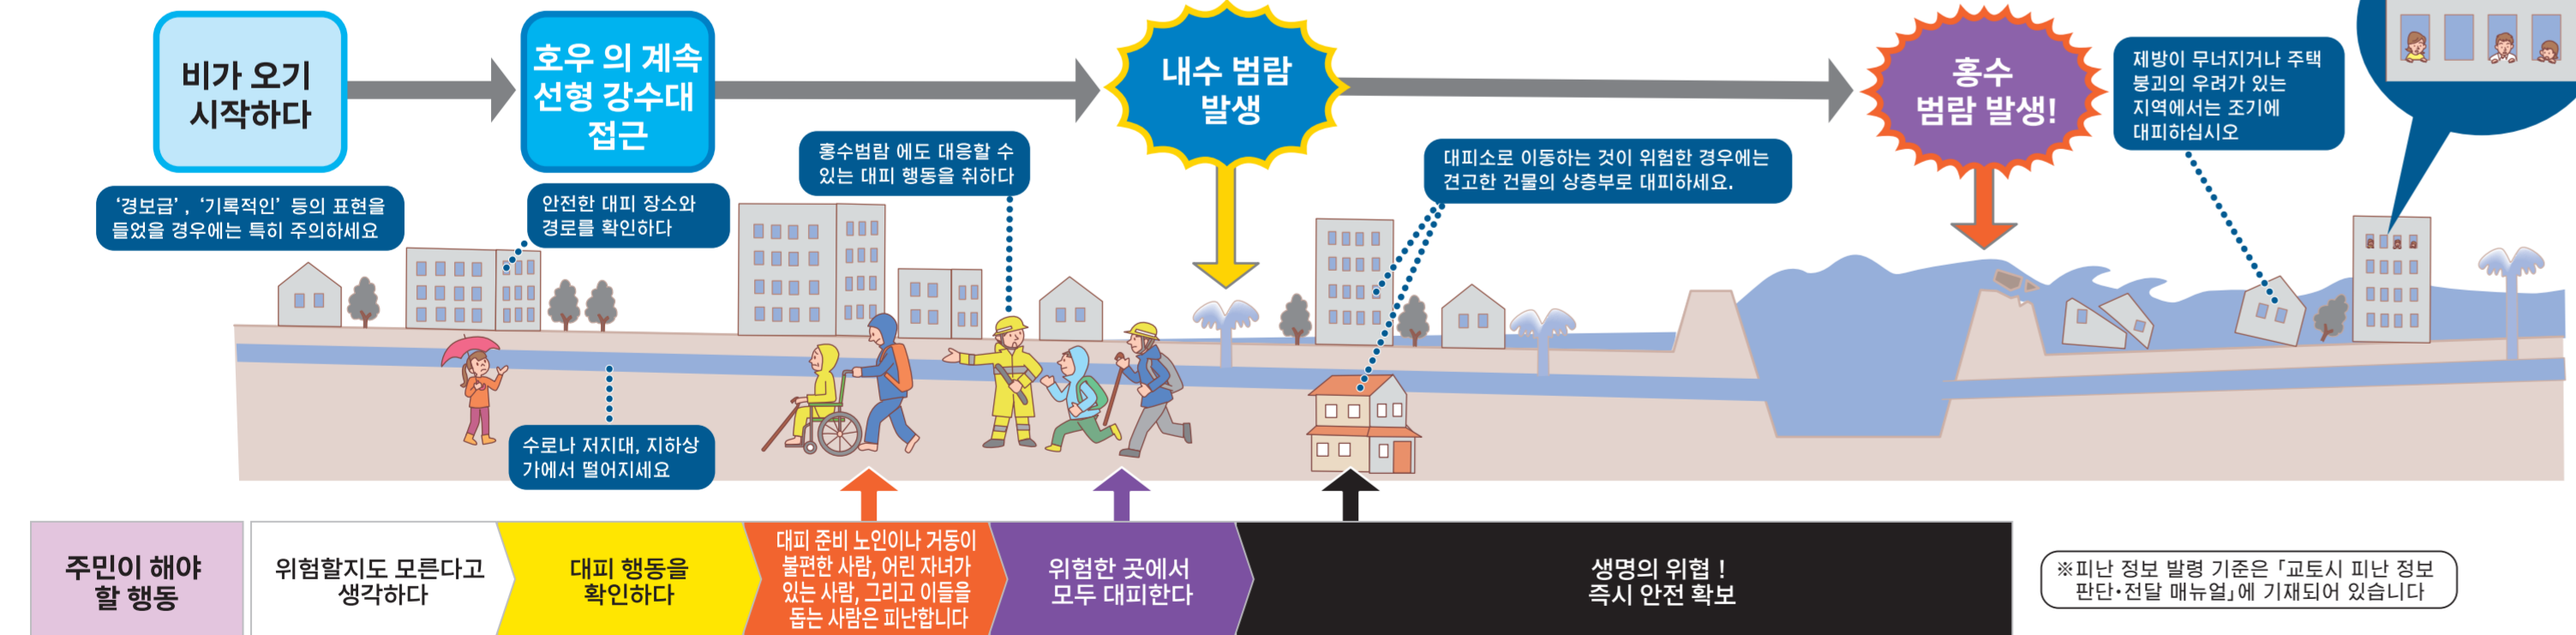 비가 오기
시작하다
호우 의 계속
선형 강수대
접근
내수 범람
발생
홍수
범람 발생!
제방이 무너지거나 주택
붕괴의 우려가 있는
지역에서는 조기에
대피하십시오
‘경보급’, ‘기록적인’ 등의 표현을
들었을 경우에는 특히 주의하세요
안전한 대피 장소와
경로를 확인하다
홍수범람 에도 대응할 수
있는 대피 행동을 취하다
대피소로 이동하는 것이 위험한 경우에는
견고한 건물의 상층부로 대피하세요.
수로나 저지대, 지하상
가에서 떨어지세요
주민이 해야
할 행동
위험할지도 모른다고
생각하다
대피 행동을
확인하다
대피 준비 노인이나 거동이
불편한 사람, 어린 자녀가
있는 사람, 그리고 이들을
돕는 사람은 피난합니다
위험한 곳에서
모두 대피한다
생명의 위협 !
즉시 안전 확보
※피난 정보 발령 기준은 「교토시 피난 정보
판단·전달 매뉴얼」에 기재되어 있습니다